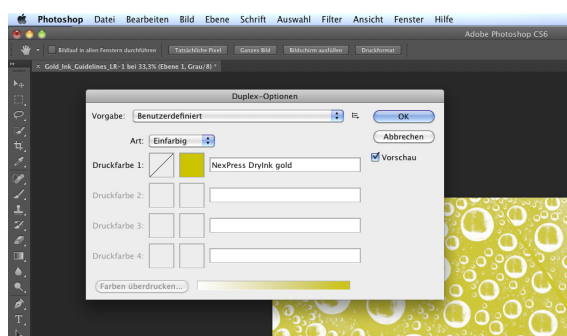 Photoshop Datei Bearbeiten Bild Ebene Schrift Auswahl Filter Ansicht Fenster Hilfe
Adobe Photoshop CS6
Bildlauf in allen Fenstern durchführen Tatsächliche Pixel Ganzes Bild Bildschirm ausfüllen Druckformat
× Gold_Ink_Guidelines_LR-1 bei 33,3% (Ebene 1, Grau/8) *
Duplex-Optionen
Vorgabe: Benutzerdefiniert OK
Art: Einfarbig Abbrechen
Druckfarbe 1: NexPress DryInk gold Vorschau
Druckfarbe 2:
Druckfarbe 3:
Druckfarbe 4:
Farben überdrucken...